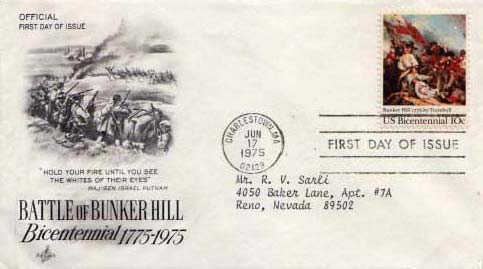 OFFICIAL
FIRST DAY OF ISSUE
"HOLD YOUR FIRE UNTIL YOU SEE
THE WHITES OF THEIR EYES"
MAJ. GEN. ISRAEL PUTNAM
BATTLE OF BUNKER HILL
Bicentennial 1775-1975
ArtCraft
Bunker Hill 1775 by Trumbull
US Bicentennial 10c
CHARLESTOWN, MA
JUN
17
1975
02129
FIRST DAY OF ISSUE
Mr. R. V. Sarli
4050 Baker Lane, Apt. #7A
Reno, Nevada 89502